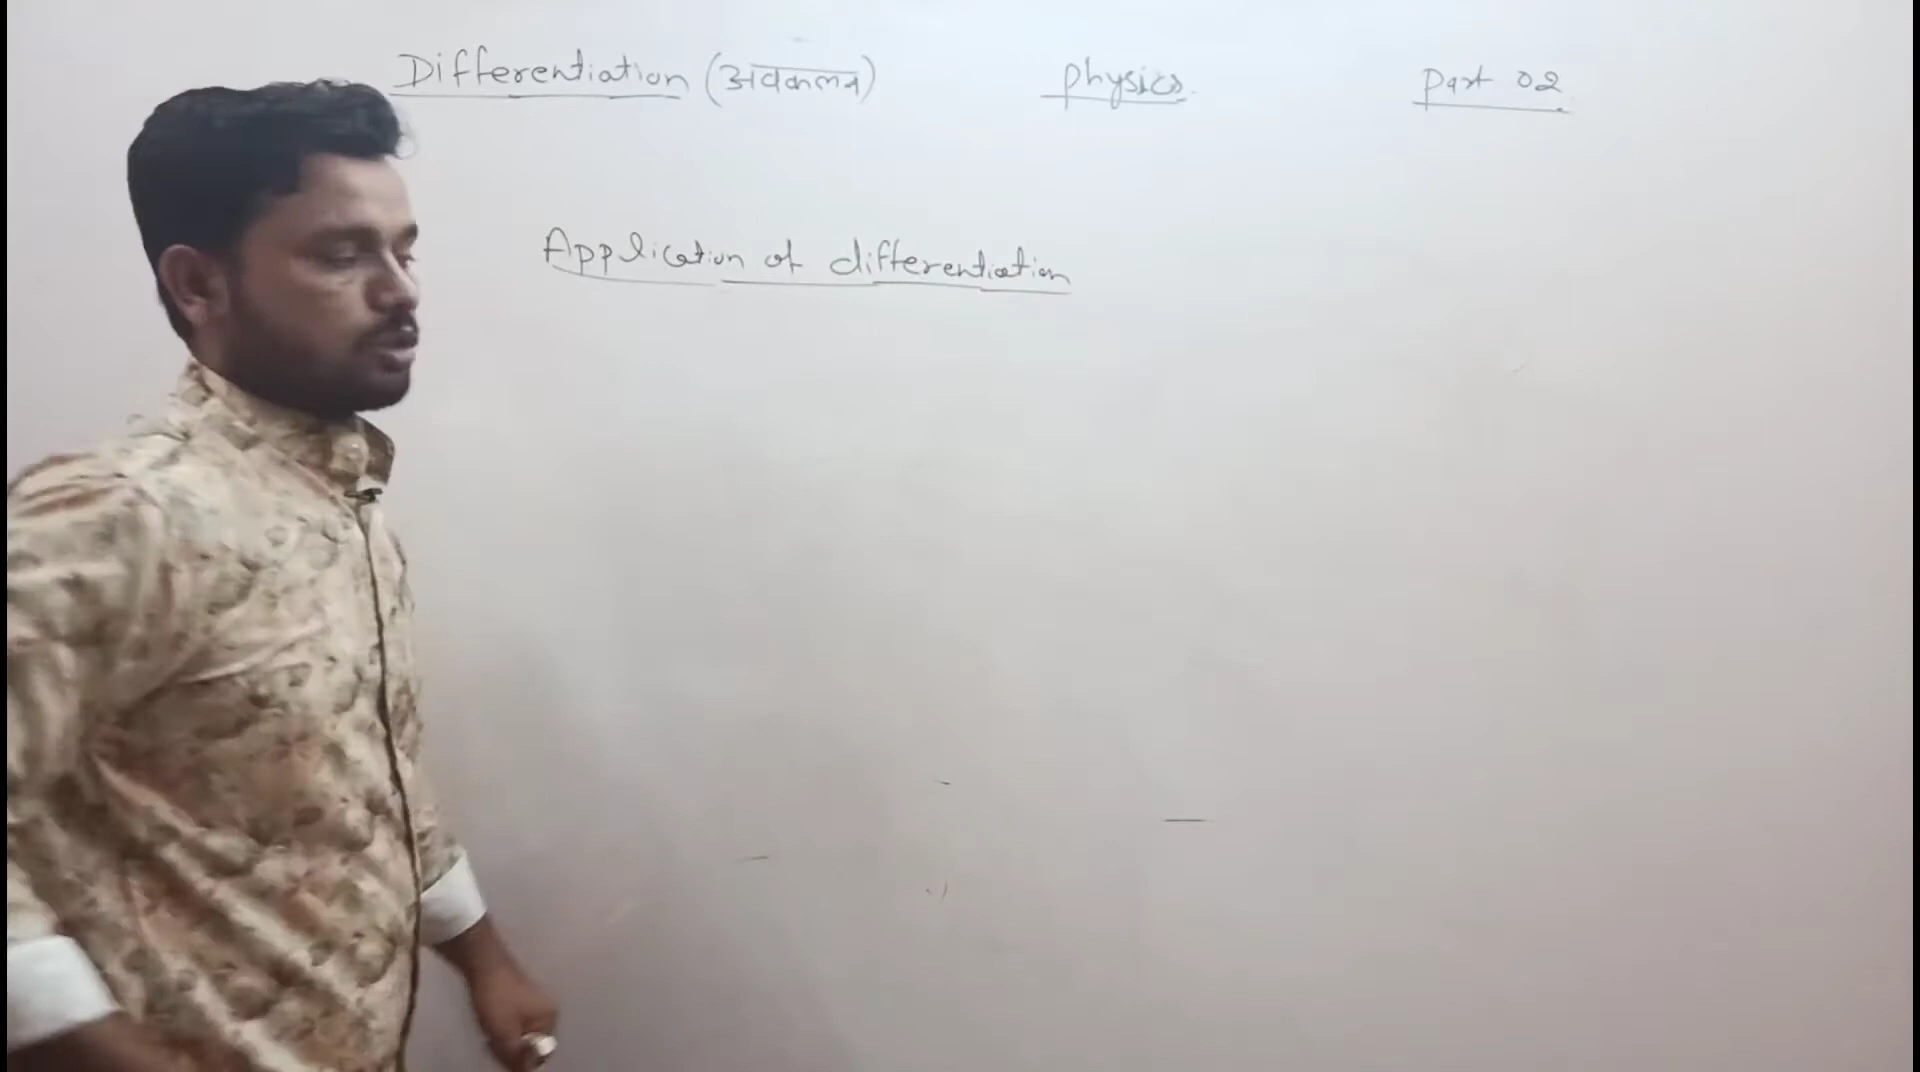 Differentiation (अवकलन) Physics Part 02
Application of differentiation